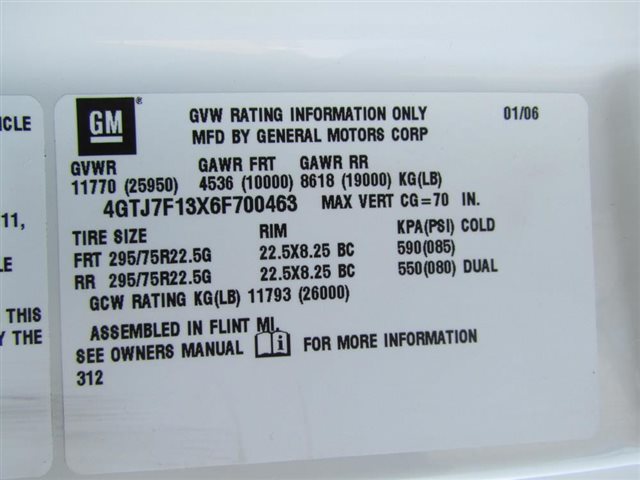 GM ® GVW RATING INFORMATION ONLY 01/06
MFD BY GENERAL MOTORS CORP
GVWR GAWR FRT GAWR RR
11770 (25950) 4536 (10000) 8618 (19000) KG(LB)
4GTJ7F13X6F700463 MAX VERT CG=70 IN.
TIRE SIZE RIM KPA(PSI) COLD
FRT 295/75R22.5G 22.5X8.25 BC 590(085)
RR 295/75R22.5G 22.5X8.25 BC 550(080) DUAL
GCW RATING KG(LB) 11793 (26000)
ASSEMBLED IN FLINT MI.
SEE OWNERS MANUAL i FOR MORE INFORMATION
312
11,
THIS
THE